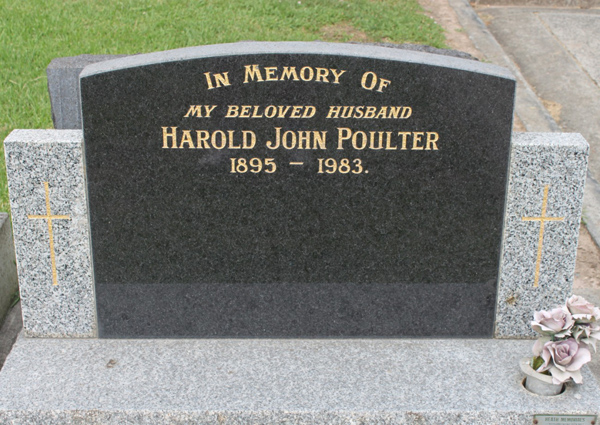 IN MEMORY OF
MY BELOVED HUSBAND
HAROLD JOHN POULTER
1895 – 1983.